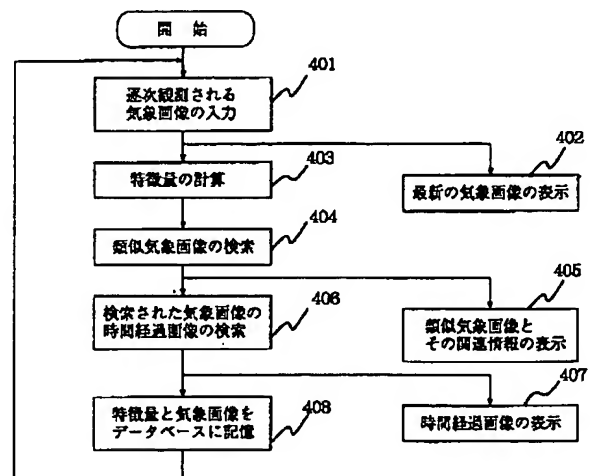 開 始
401
逐次観測される
気象画像の入力
402
403
特徴量の計算
最新の気象画像の表示
404
類似気象画像の検索
405
406
検索された気象画像の
時間経過画像の検索
類似気象画像と
その関連情報の表示
407
408
特徴量と気象画像を
データベースに記憶
時間経過画像の表示